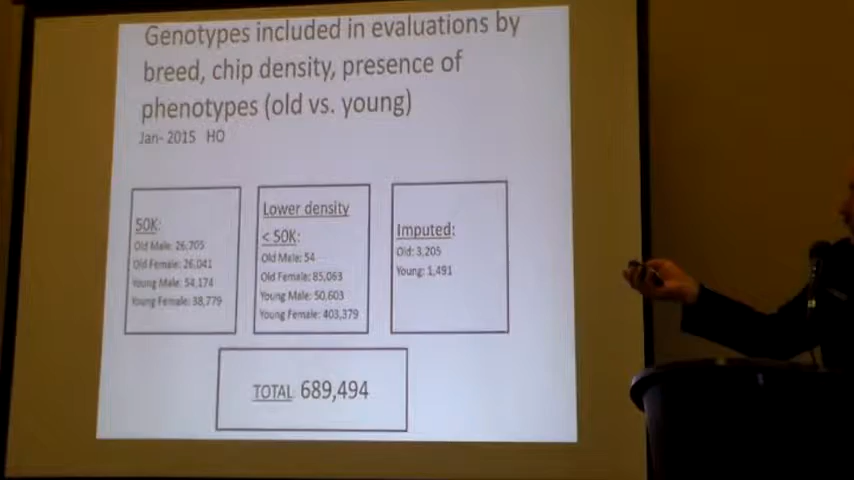 Genotypes included in evaluations by
breed, chip density, presence of
phenotypes (old vs. young)
Jan- 2015 HO
50K:
Old Male: 26,705
Old Female: 26,041
Young Male: 54,174
Young Female: 38,779
Lower density
< 50K:
Old Male: 54
Old Female: 85,063
Young Male: 50,603
Young Female: 403,379
Imputed:
Old: 3,205
Young: 1,491
TOTAL 689,494